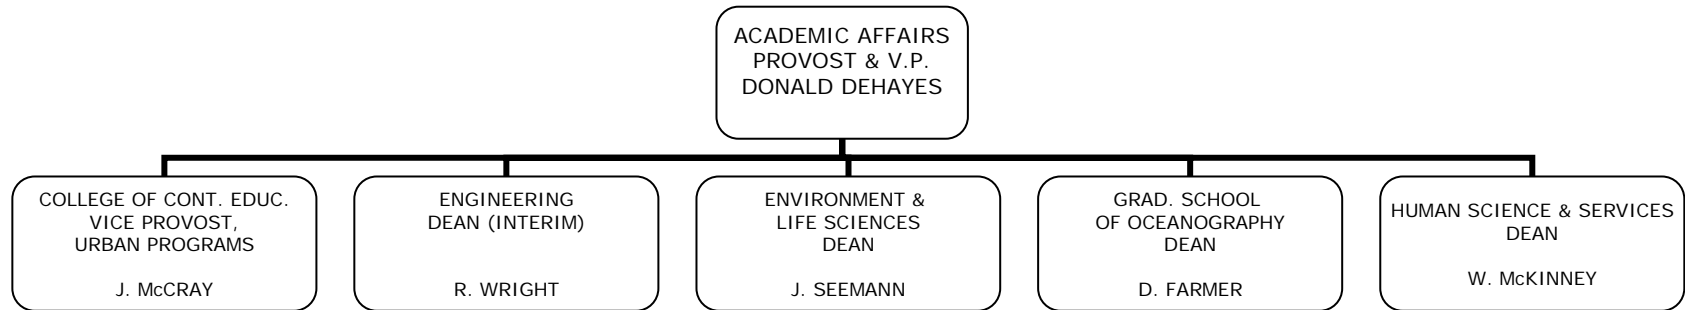 ACADEMIC AFFAIRS
PROVOST & V.P.
DONALD DEHAYES
COLLEGE OF CONT. EDUC.
VICE PROVOST,
URBAN PROGRAMS
J. McCRAY
ENGINEERING
DEAN (INTERIM)
R. WRIGHT
ENVIRONMENT &
LIFE SCIENCES
DEAN
J. SEEMANN
GRAD. SCHOOL
OF OCEANOGRAPHY
DEAN
D. FARMER
HUMAN SCIENCE & SERVICES
DEAN
W. McKINNEY